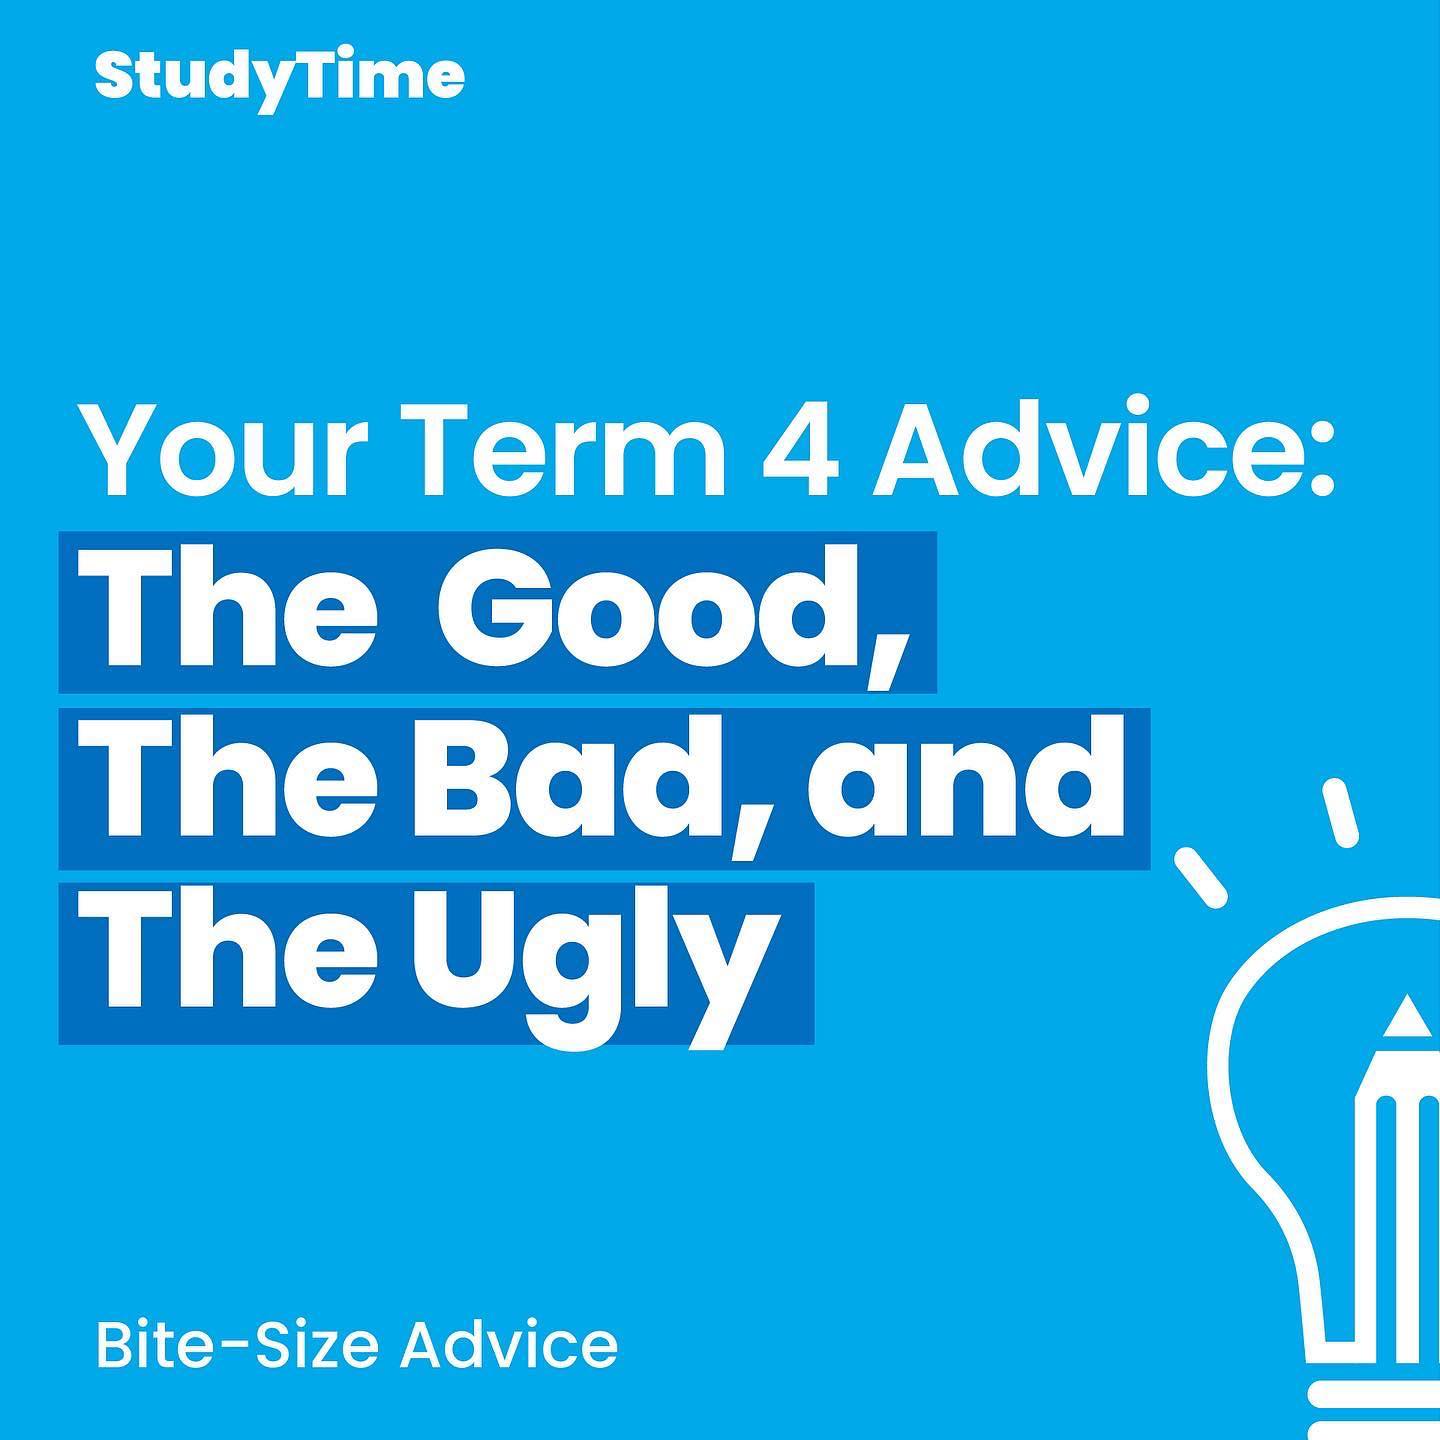 StudyTime
Your Term 4 Advice:
The Good,
The Bad, and
The Ugly
Bite-Size Advice